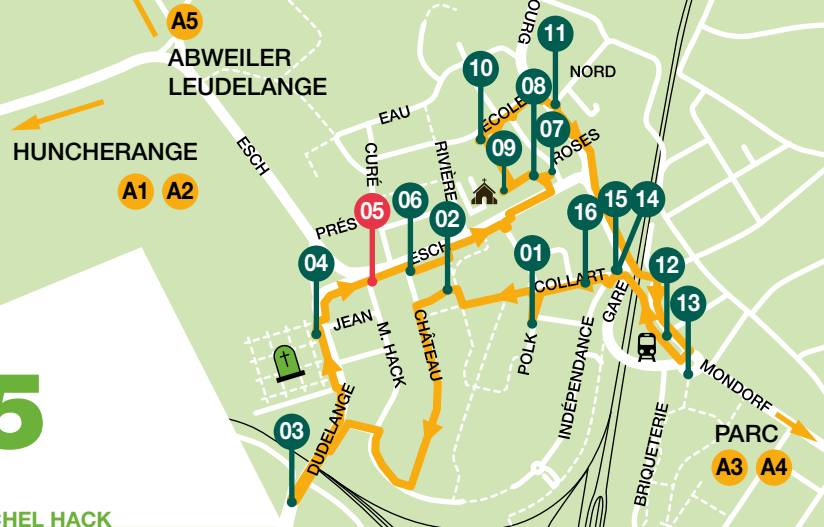 A5
ABWEILER
LEUDELANGE
HUNCHERANGE
A1 A2
ESCH
EAU
CURÉ
RIVIÈRE
PRÉS
ESCH
ÉCOLE
NORD
ROSES
OURG
11
10
08
07
09
06
05
02
04
01
16
15
14
12
13
03
COLLART
GARE
JEAN
M. HACK
CHÂTEAU
POLK
INDÉPENDANCE
DUDELANGE
BRIQUETERIE
MONDORF
PARC
A3 A4
5
CHEL HACK